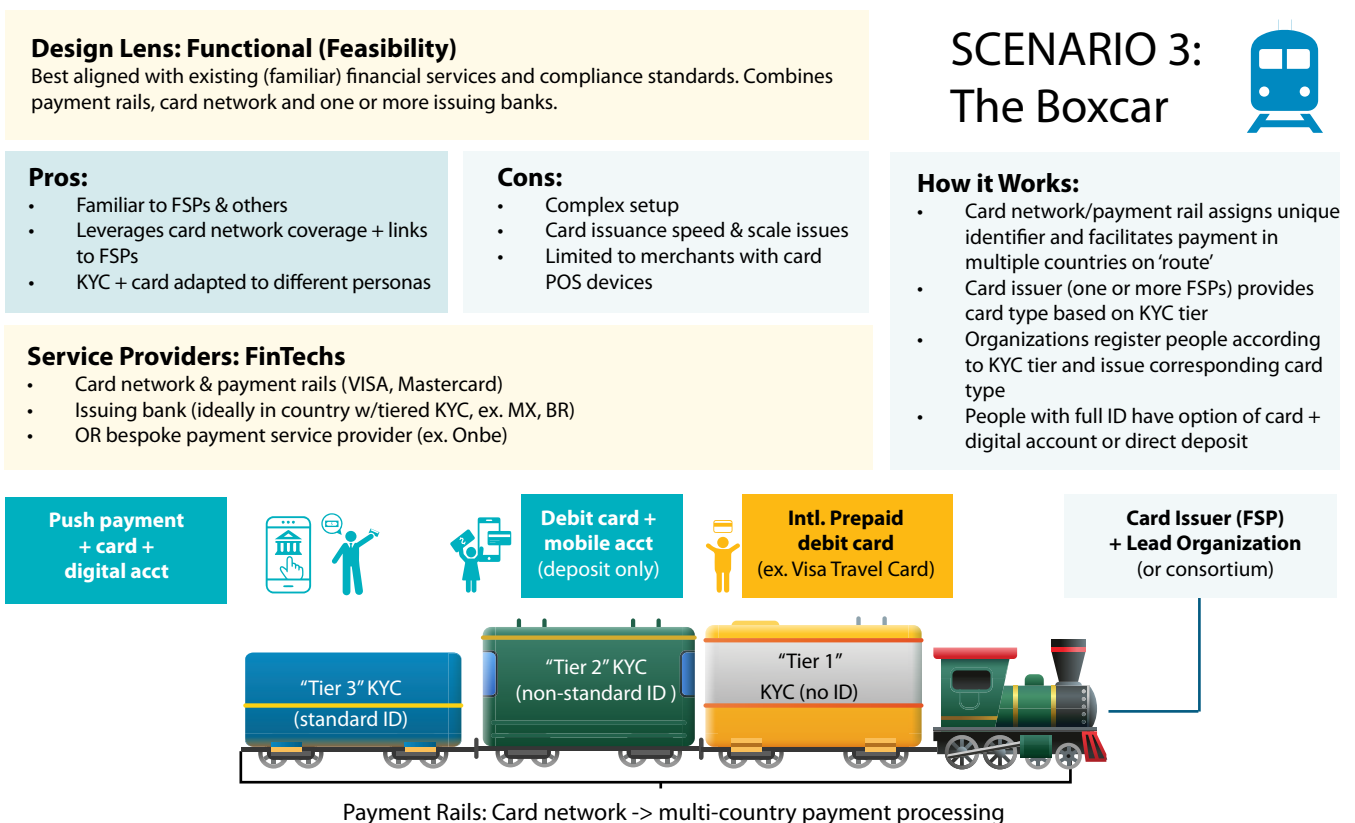 SCENARIO 3:
The Boxcar
Design Lens: Functional (Feasibility)
Best aligned with existing (familiar) financial services and compliance standards. Combines
payment rails, card network and one or more issuing banks.
Pros:
• Familiar to FSPs & others
• Leverages card network coverage + links
to FSPs
• KYC + card adapted to different personas
Cons:
• Complex setup
• Card issuance speed & scale issues
• Limited to merchants with card
POS devices
How it Works:
• Card network/payment rail assigns unique
identifier and facilitates payment in
multiple countries on ‘route’
• Card issuer (one or more FSPs) provides
card type based on KYC tier
• Organizations register people according
to KYC tier and issue corresponding card
type
• People with full ID have option of card +
digital account or direct deposit
Service Providers: FinTechs
• Card network & payment rails (VISA, Mastercard)
• Issuing bank (ideally in country w/tiered KYC, ex. MX, BR)
• OR bespoke payment service provider (ex. Onbe)
Push payment
+ card +
digital acct
Debit card +
mobile acct
(deposit only)
Intl. Prepaid
debit card
(ex. Visa Travel Card)
Card Issuer (FSP)
+ Lead Organization
(or consortium)
“Tier 3” KYC
(standard ID)
“Tier 2” KYC
(non-standard ID )
“Tier 1”
KYC (no ID)
Payment Rails: Card network -> multi-country payment processing